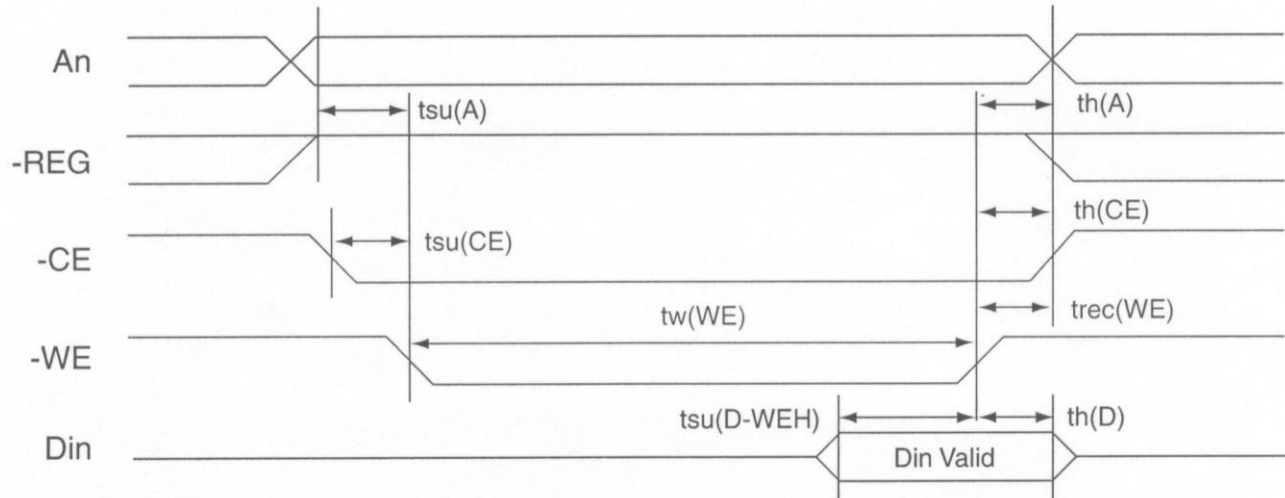 An
tsu(A)
th(A)
-REG
th(CE)
-CE
tsu(CE)
tw(WE)
trec(WE)
-WE
tsu(D-WEH)
th(D)
Din
Din Valid